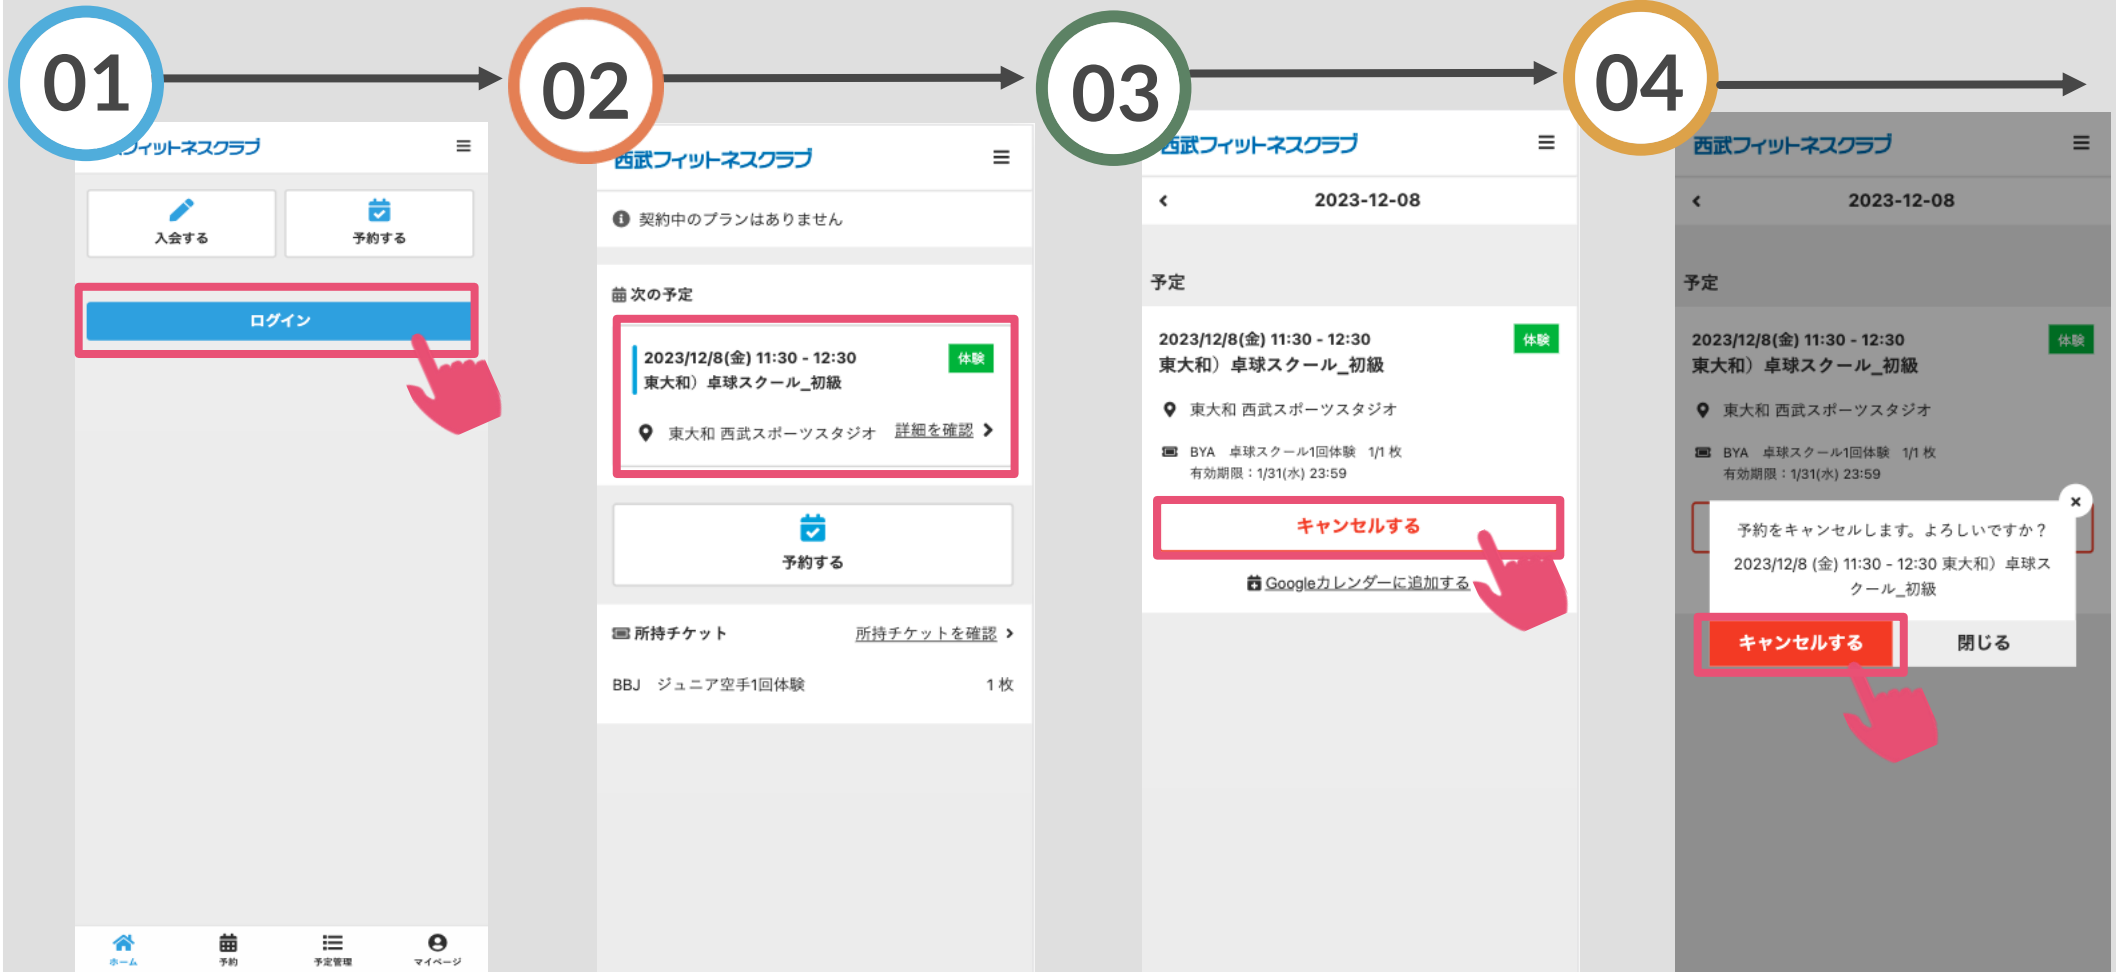 01
フィットネスクラブ
入会する
予約する
ログイン
ホーム
予約
予定管理
マイページ
02
西武フィットネスクラブ
契約中のプランはありません
次の予定
2023/12/8(金) 11:30 - 12:30
体験
東大和）卓球スクール_初級
東大和 西武スポーツスタジオ
詳細を確認
予約する
所持チケット
所持チケットを確認
BBJ　ジュニア空手1回体験
1 枚
03
西武フィットネスクラブ
2023-12-08
予定
2023/12/8(金) 11:30 - 12:30
体験
東大和）卓球スクール_初級
東大和 西武スポーツスタジオ
BYA　卓球スクール1回体験　1/1 枚
有効期限：1/31(水) 23:59
キャンセルする
Googleカレンダーに追加する
04
西武フィットネスクラブ
2023-12-08
予定
2023/12/8(金) 11:30 - 12:30
体験
東大和）卓球スクール_初級
東大和 西武スポーツスタジオ
BYA　卓球スクール1回体験　1/1 枚
有効期限：1/31(水) 23:59
予約をキャンセルします。よろしいですか？
2023/12/8 (金) 11:30 - 12:30 東大和）卓球ス
クール_初級
キャンセルする
閉じる